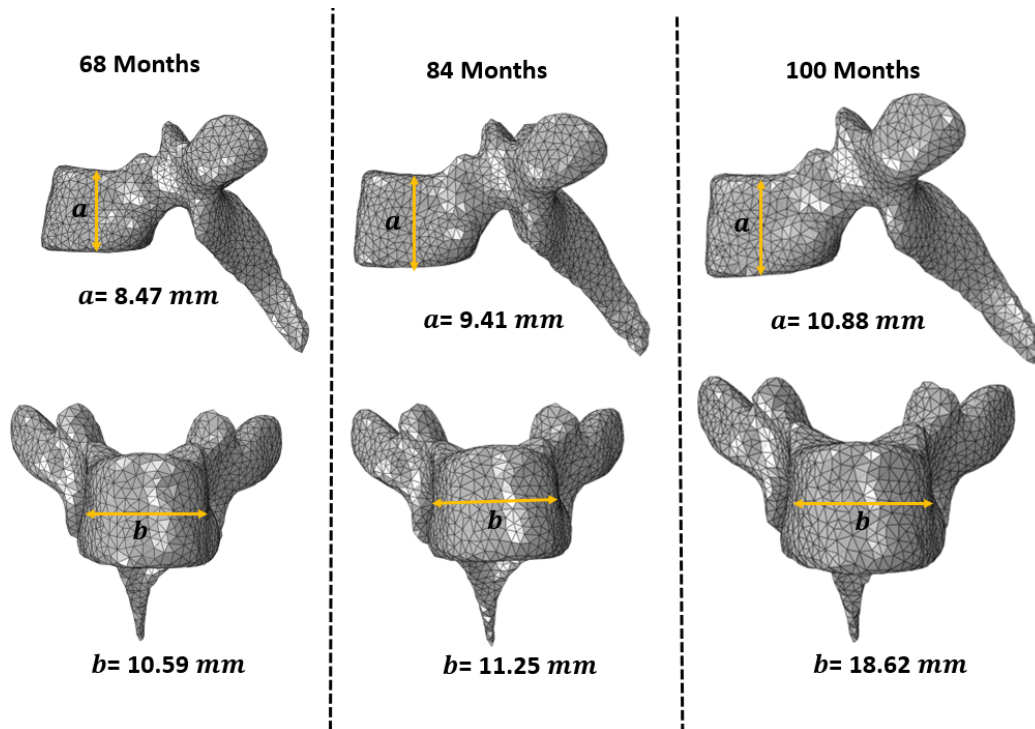 68 Months
84 Months
100 Months
a
a
a
a= 8.47 mm
a= 9.41 mm
a= 10.88 mm
b
b
b
b= 10.59 mm
b= 11.25 mm
b= 18.62 mm